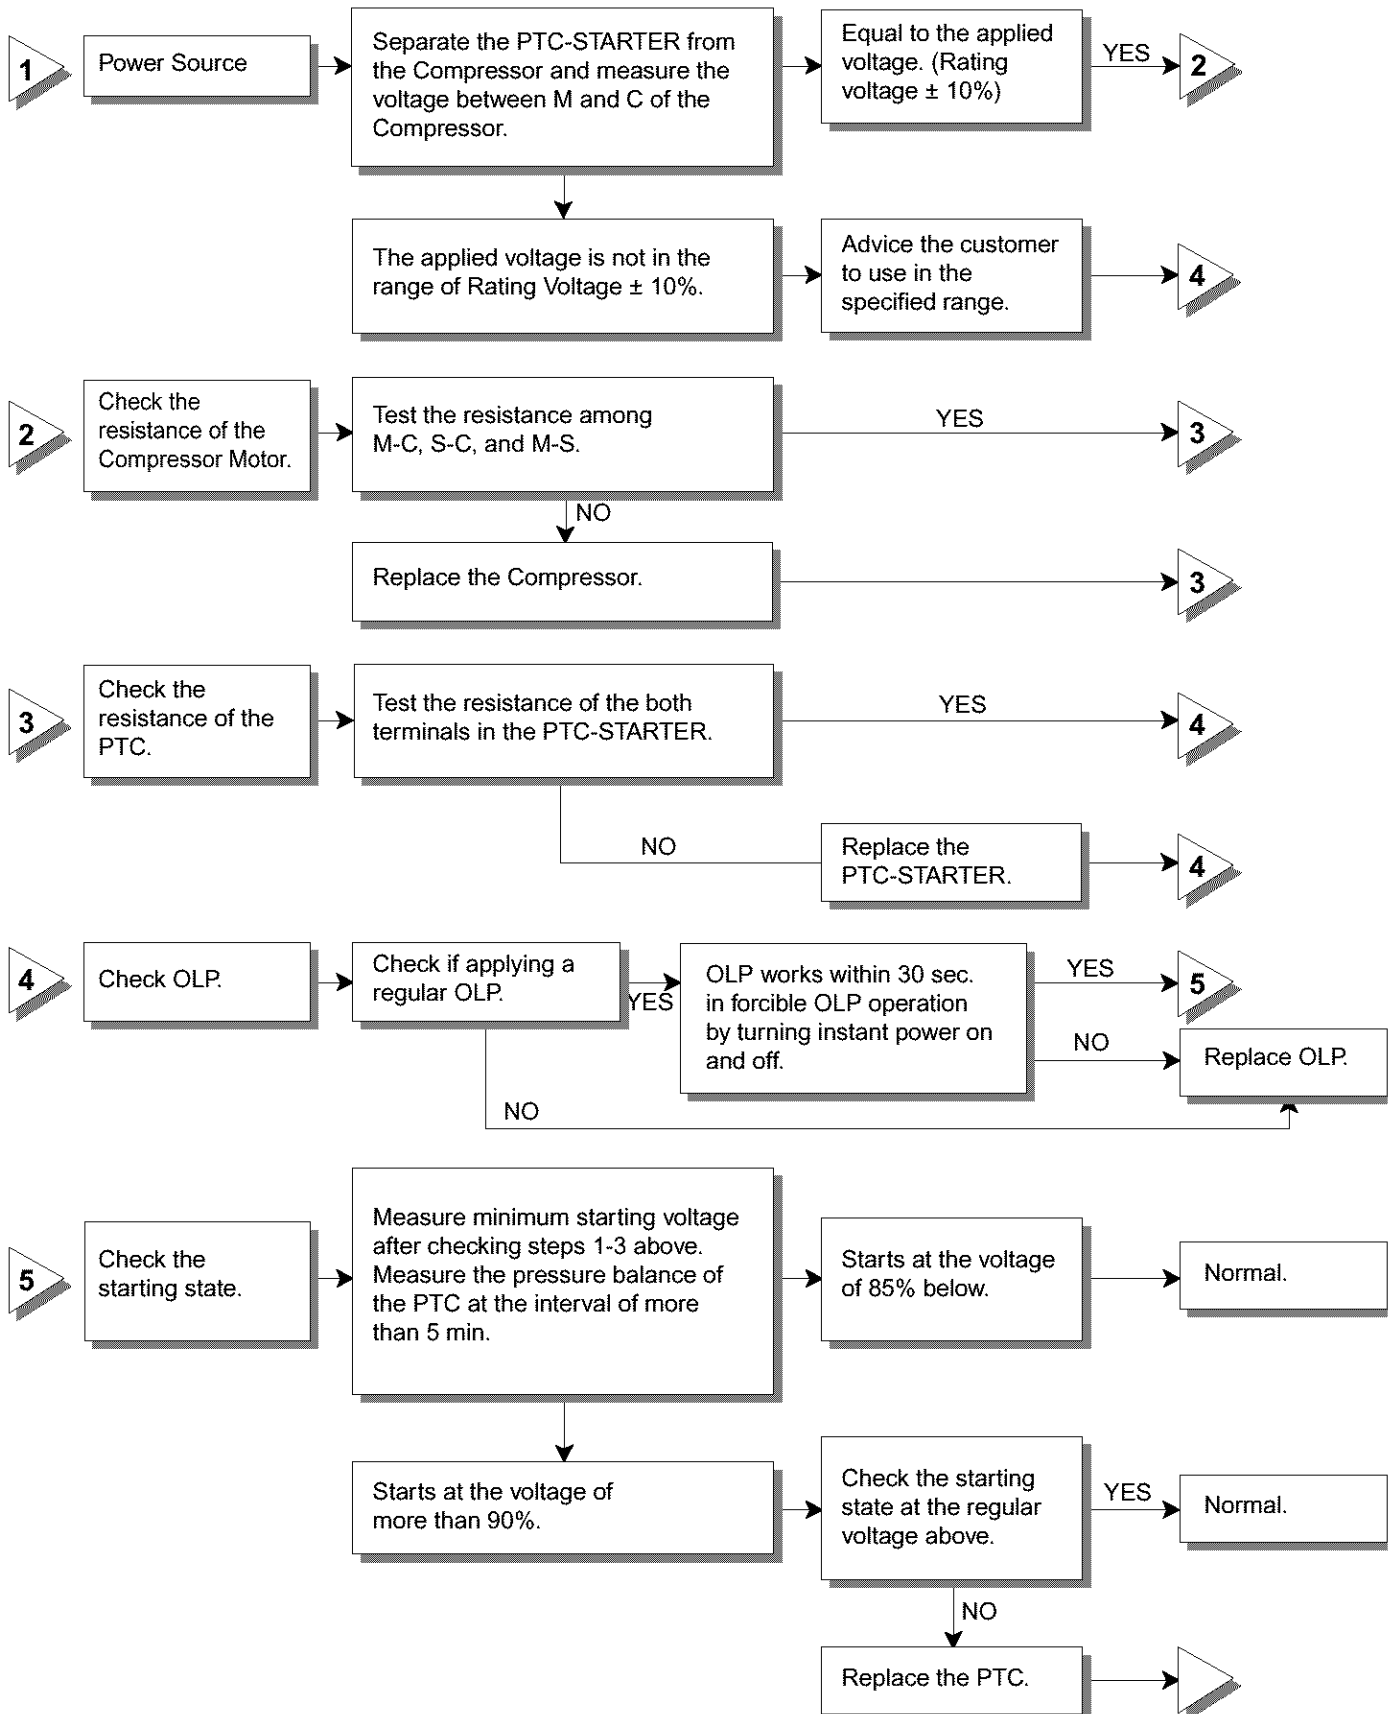 1
Power Source
Separate the PTC-STARTER from
the Compressor and measure the
voltage between M and C of the
Compressor.
Equal to the applied
voltage. (Rating
voltage ± 10%)
YES
2
The applied voltage is not in the
range of Rating Voltage ± 10%.
Advice the customer
to use in the
specified range.
4
2
Check the
resistance of the
Compressor Motor.
Test the resistance among
M-C, S-C, and M-S.
YES
3
NO
Replace the Compressor.
3
3
Check the
resistance of the
PTC.
Test the resistance of the both
terminals in the PTC-STARTER.
YES
4
NO
Replace the
PTC-STARTER.
4
4
Check OLP.
Check if applying a
regular OLP.
YES
OLP works within 30 sec.
in forcible OLP operation
by turning instant power on
and off.
YES
5
NO
Replace OLP.
NO
5
Check the
starting state.
Measure minimum starting voltage
after checking steps 1-3 above.
Measure the pressure balance of
the PTC at the interval of more
than 5 min.
Starts at the voltage
of 85% below.
Normal.
Starts at the voltage of
more than 90%.
Check the starting
state at the regular
voltage above.
YES
Normal.
NO
Replace the PTC.